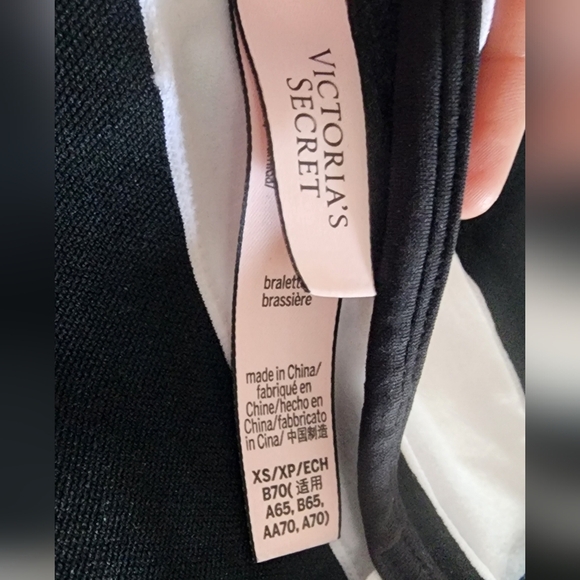 VICTORIA'S
SECRET
brassière
made in China/
fabriqué en
Chine/hecho en
China/fabbricato
in Cina/ 中国制造
XS/XP/ECH
B70( 适用
A65, B65,
AA70, A70)